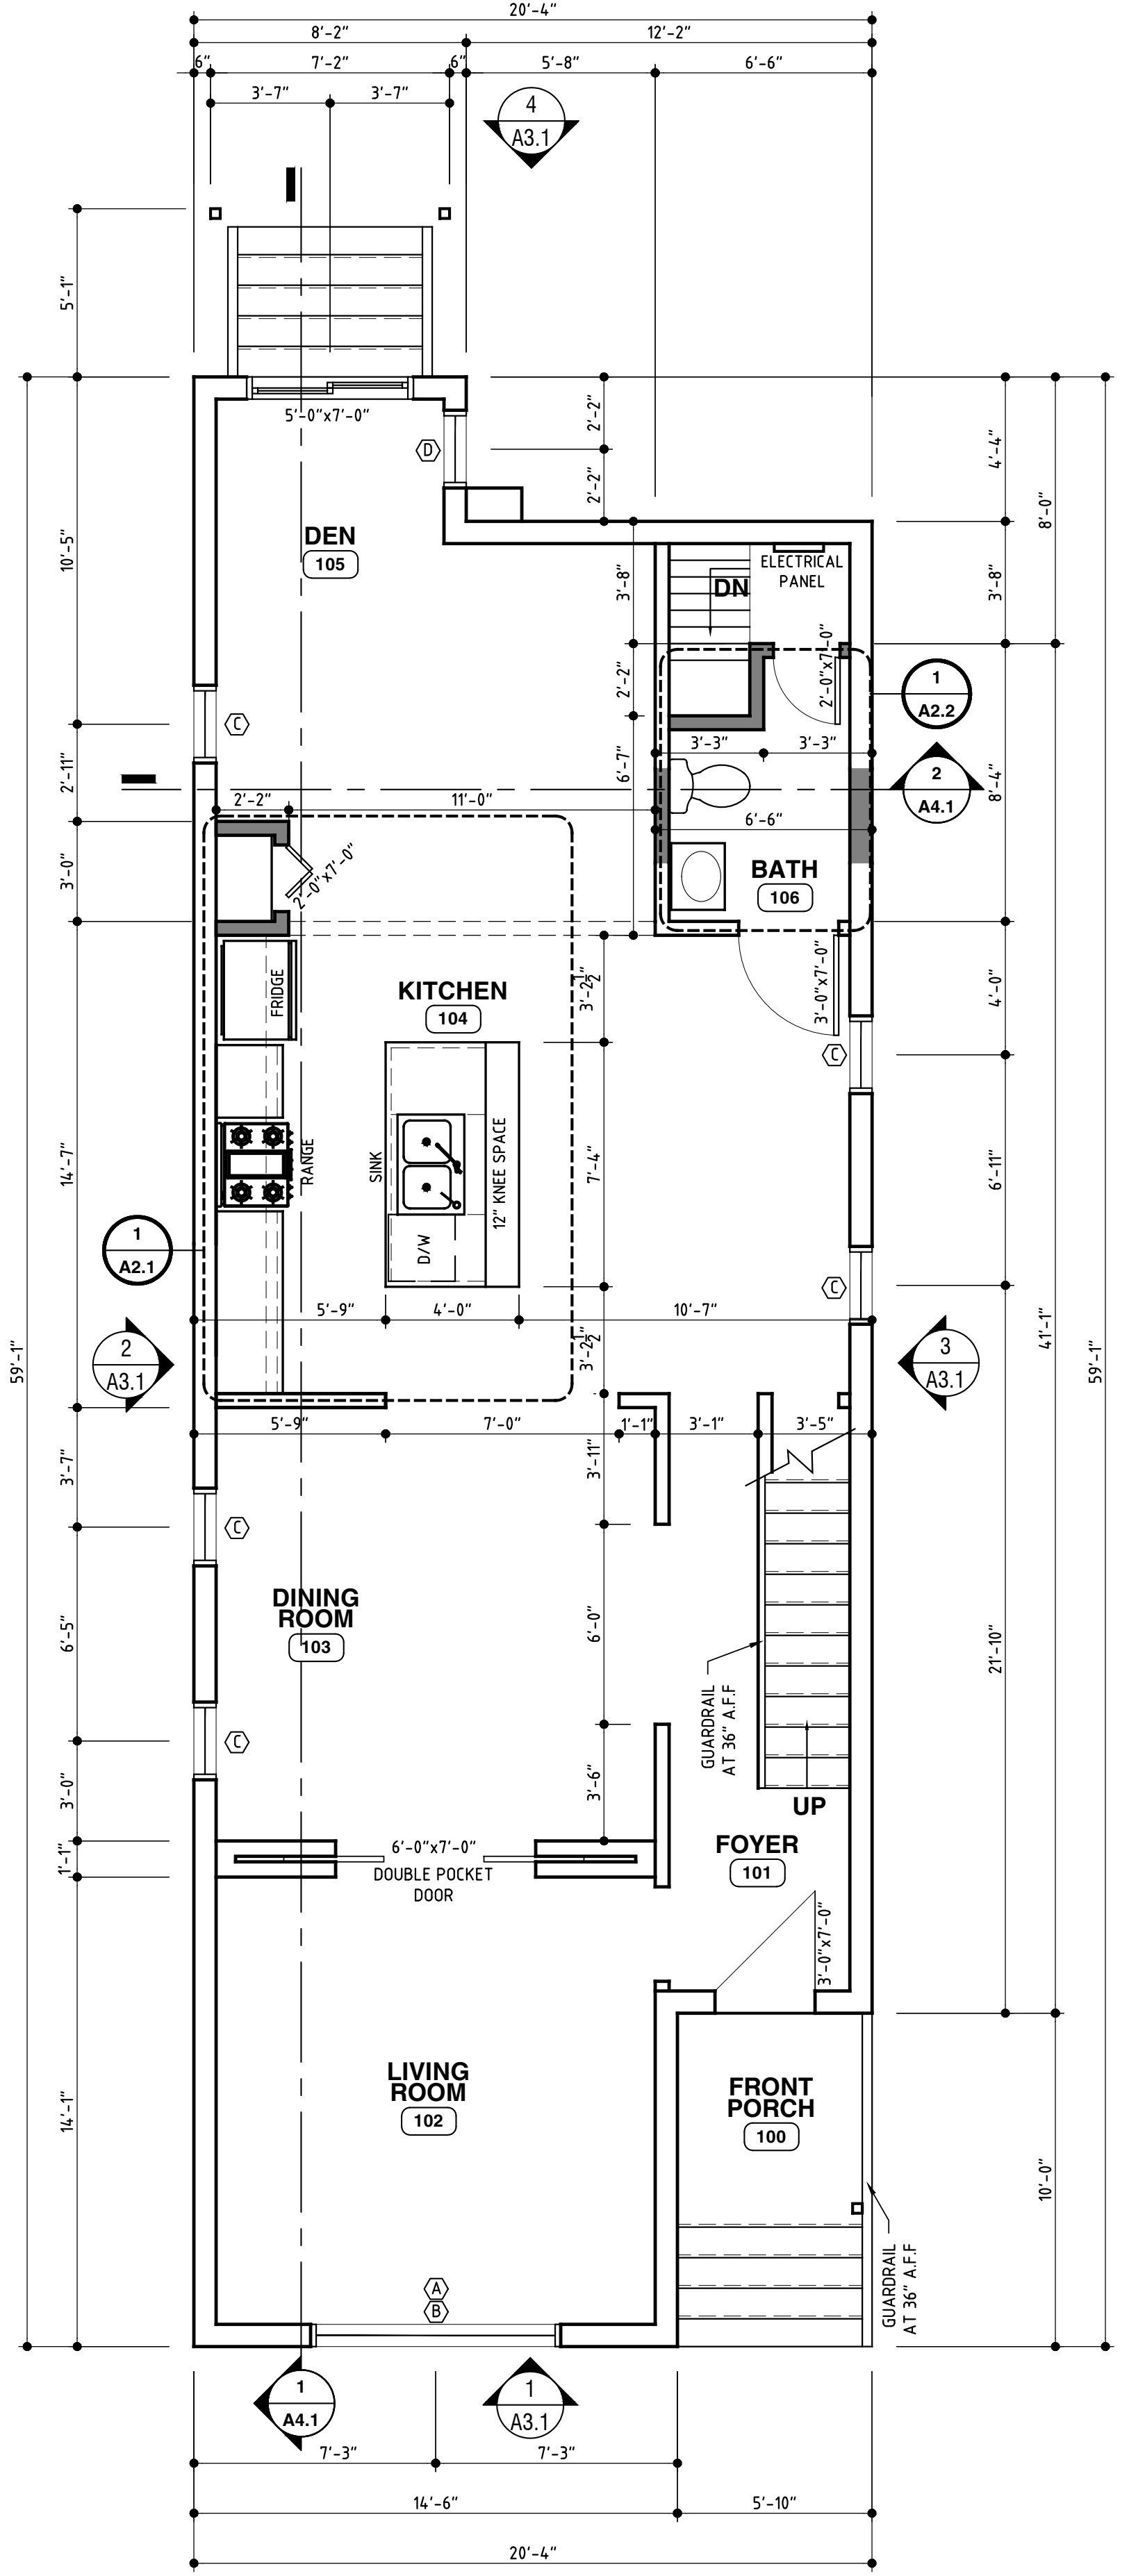 20'-4"
8'-2" 12'-2"
6" 7'-2" 6" 5'-8" 6'-6"
3'-7" 3'-7"
4
A3.1
5'-1"
5'-0"x7'-0"
D
2'-2"
4'-4"
8'-0"
2'-2"
10'-5"
DEN
105
DN
ELECTRICAL
PANEL
3'-8"
3'-8"
2'-0"x7'-0"
2'-2"
1
A2.2
C
3'-3" 3'-3"
2'-11"
6'-7"
2
A4.1
8'-4"
2'-2" 11'-0"
6'-6"
3'-0"
2'-0"x7'-0"
BATH
106
FRIDGE
KITCHEN
104
3'-2 1/2"
3'-0"x7'-0"
4'-0"
C
14'-7"
RANGE
SINK
12" KNEE SPACE
7'-4"
6'-11"
D/W
1
A2.1
C
5'-9" 4'-0" 10'-7"
59'-1"
2
A3.1
3'-2 1/2"
3
A3.1
41'-1"
59'-1"
5'-9" 7'-0" 1'-1" 3'-1" 3'-5"
3'-7"
3'-11"
C
DINING
ROOM
103
6'-5"
6'-0"
21'-10"
GUARDRAIL
AT 36" A.F.F
C
3'-0"
3'-6"
UP
FOYER
101
1'-1"
6'-0"x7'-0"
DOUBLE POCKET
DOOR
3'-0"x7'-0"
LIVING
ROOM
102
FRONT
PORCH
100
14'-1"
10'-0"
GUARDRAIL
AT 36" A.F.F
A
B
1
A4.1
1
A3.1
7'-3" 7'-3"
14'-6" 5'-10"
20'-4"